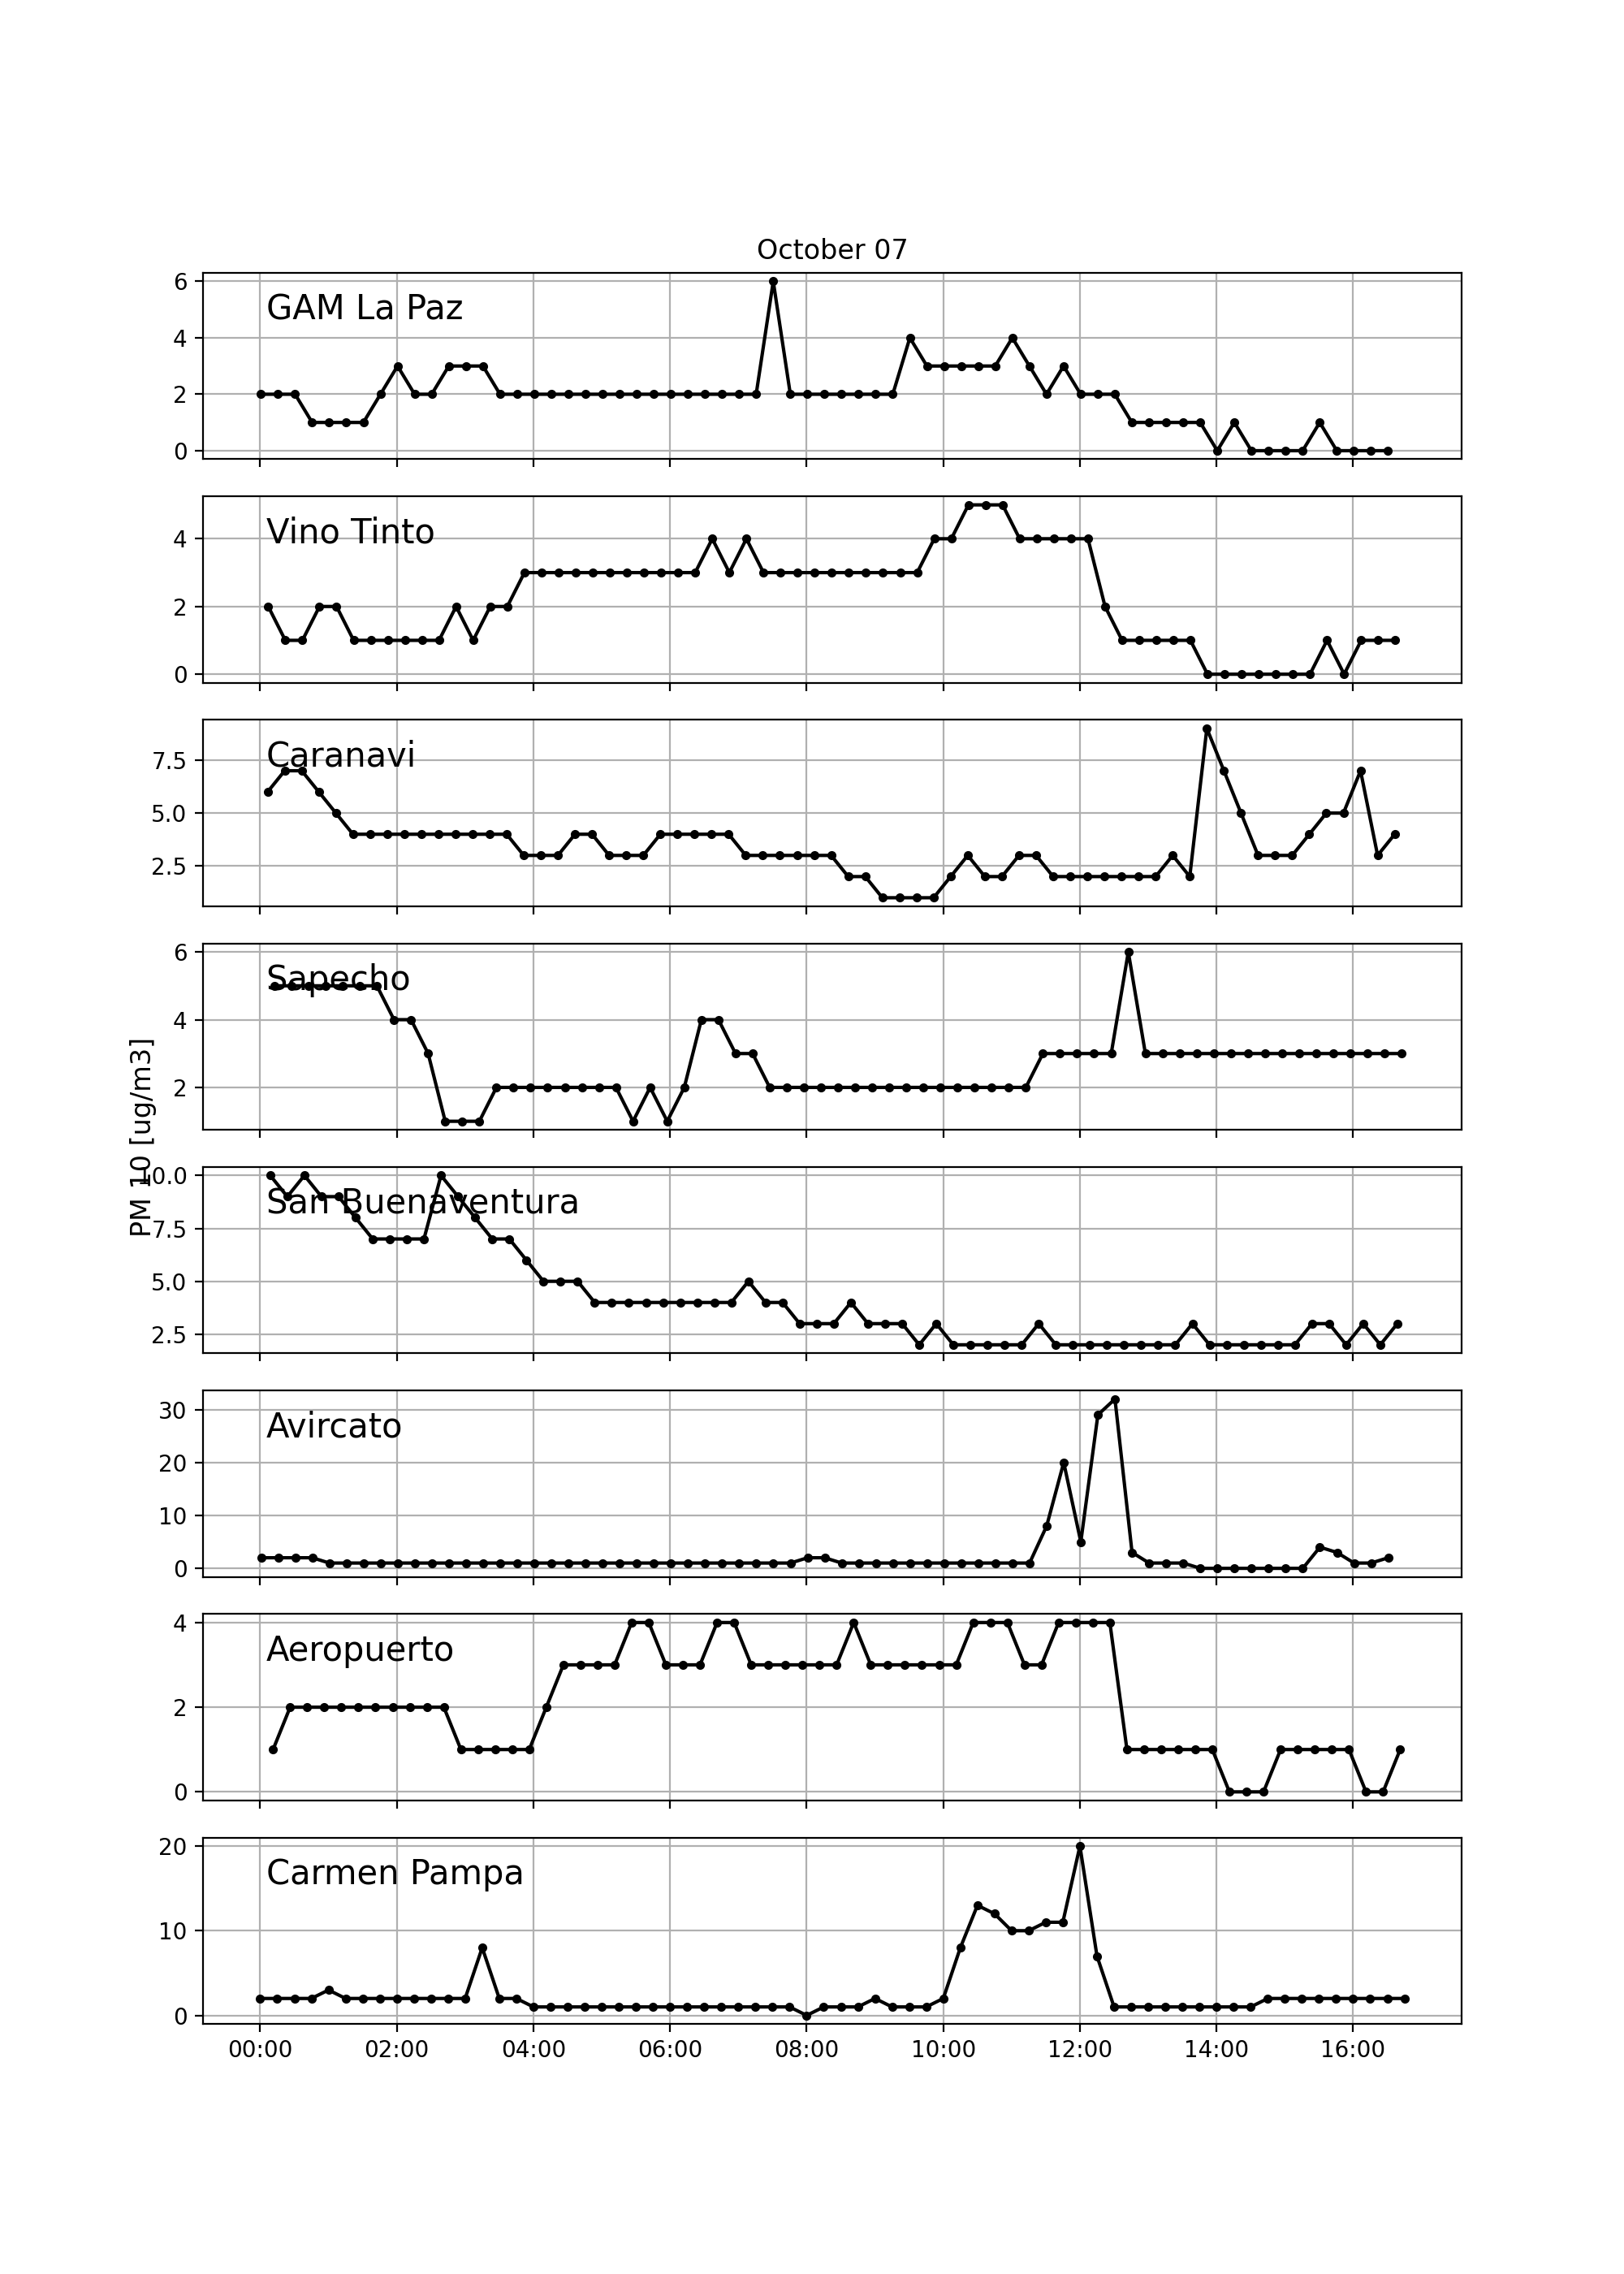 October 07
6
GAM La Paz
4
2
0
Vino Tinto
4
2
0
Caranavi
7.5
5.0
2.5
6
Sapecho
4
2
PM 10 [ug/m3]
10.0
San Buenaventura
7.5
5.0
2.5
30
Avircato
20
10
0
4
Aeropuerto
2
0
20
Carmen Pampa
10
0
00:00 02:00 04:00 06:00 08:00 10:00 12:00 14:00 16:00